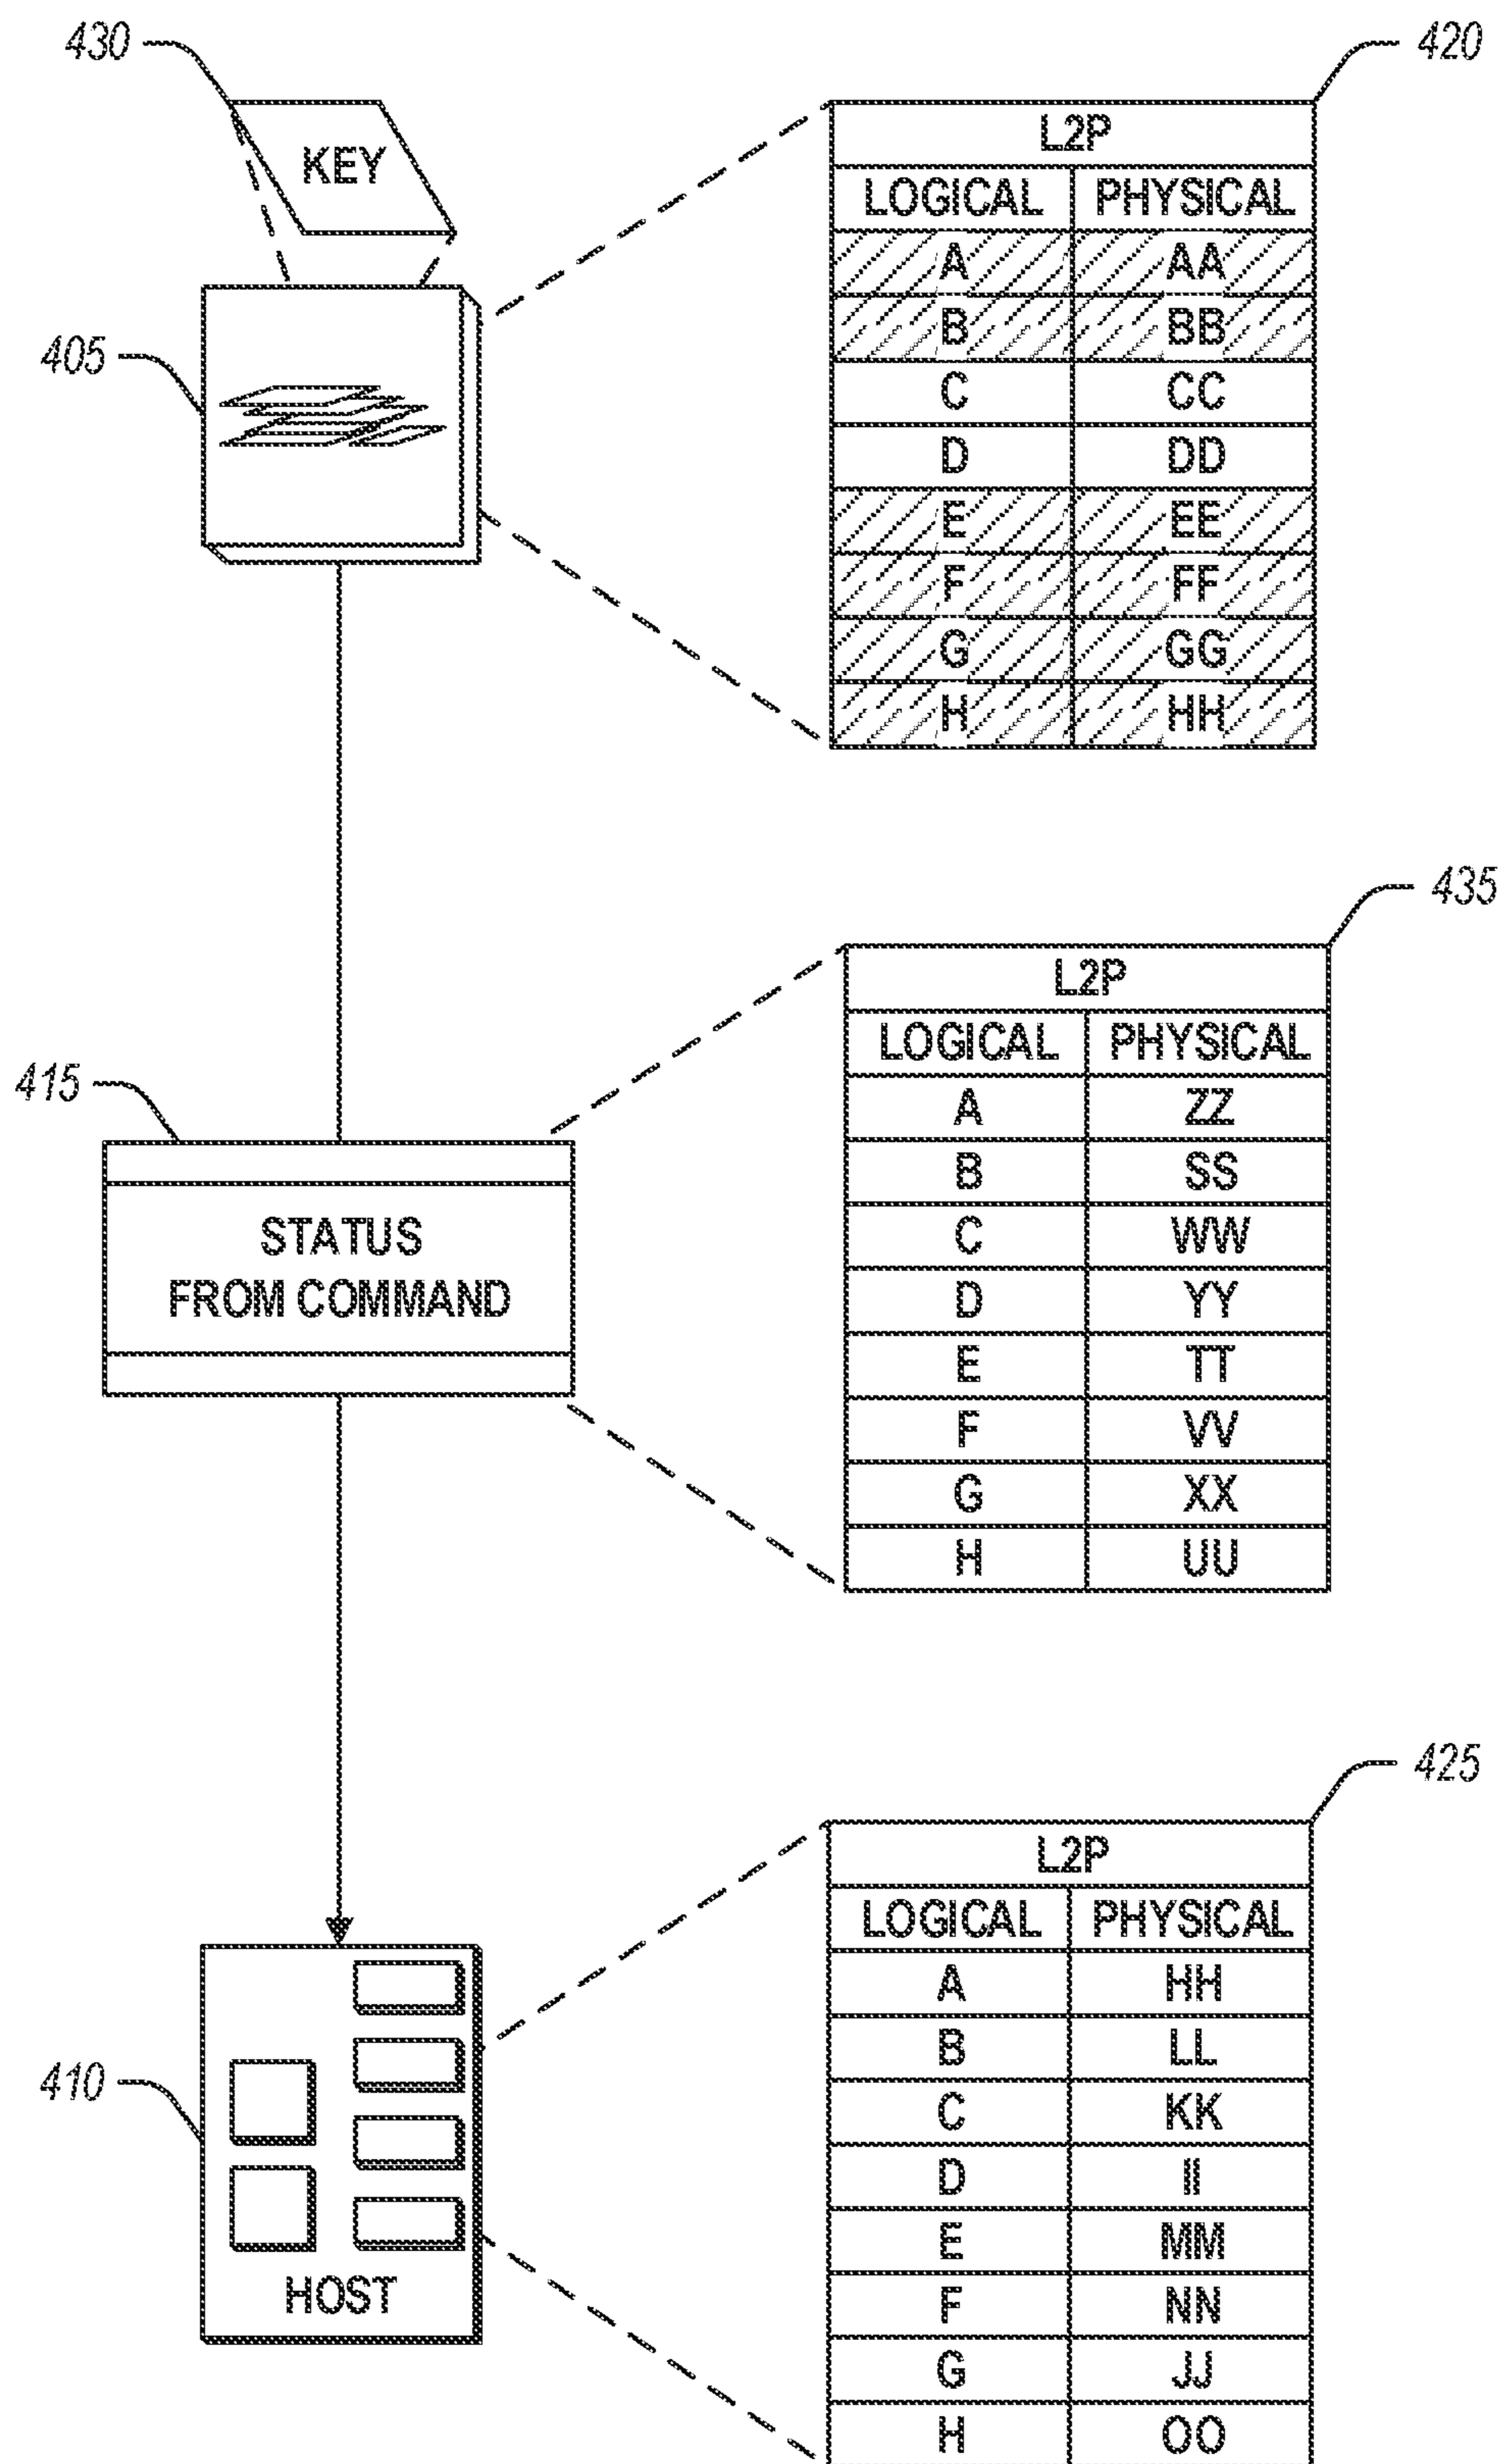 430
KEY
405
420
L2P
LOGICAL PHYSICAL
A AA
B BB
C CC
D DD
E EE
F FF
G GG
H HH
415
STATUS
FROM COMMAND
435
L2P
LOGICAL PHYSICAL
A ZZ
B SS
C WW
D YY
E TT
F VV
G XX
H UU
410
HOST
425
L2P
LOGICAL PHYSICAL
A HH
B LL
C KK
D II
E MM
F NN
G JJ
H OO